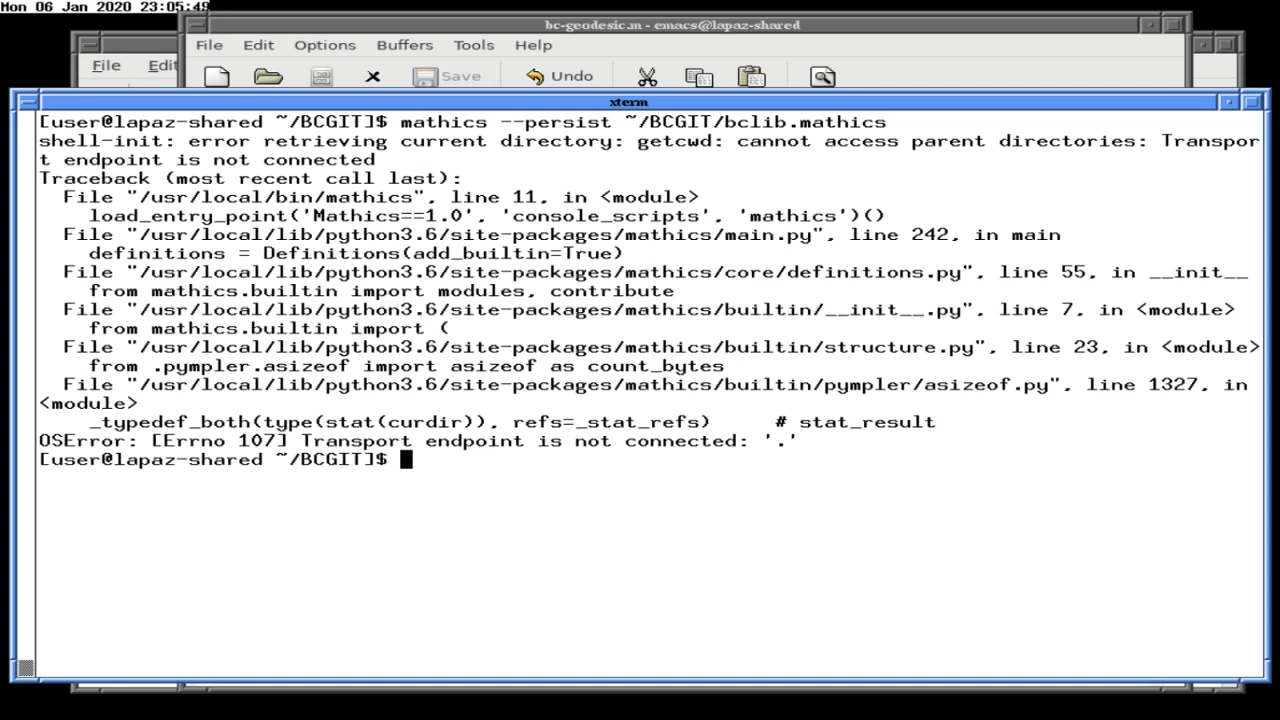 Mon 06 Jan 2020 23:05:49
bc-geodesic.m - emacs@lapaz-shared
File Edit Options Buffers Tools Help
File Edit
Save Undo
xterm
[user@lapaz-shared ~/BCGIT]$ mathics --persist ~/BCGIT/bclib.mathics
shell-init: error retrieving current directory: getcwd: cannot access parent directories: Transpor
t endpoint is not connected
Traceback (most recent call last):
  File "/usr/local/bin/mathics", line 11, in <module>
    load_entry_point('Mathics==1.0', 'console_scripts', 'mathics')()
  File "/usr/local/lib/python3.6/site-packages/mathics/main.py", line 242, in main
    definitions = Definitions(add_builtin=True)
  File "/usr/local/lib/python3.6/site-packages/mathics/core/definitions.py", line 55, in __init__
    from mathics.builtin import modules, contribute
  File "/usr/local/lib/python3.6/site-packages/mathics/builtin/__init__.py", line 7, in <module>
    from mathics.builtin import (
  File "/usr/local/lib/python3.6/site-packages/mathics/builtin/structure.py", line 23, in <module>
    from .pympler.asizeof import asizeof as count_bytes
  File "/usr/local/lib/python3.6/site-packages/mathics/builtin/pympler/asizeof.py", line 1327, in
<module>
    _typedef_both(type(stat(curdir)), refs=_stat_refs)     # stat_result
OSError: [Errno 107] Transport endpoint is not connected: '.'
[user@lapaz-shared ~/BCGIT]$